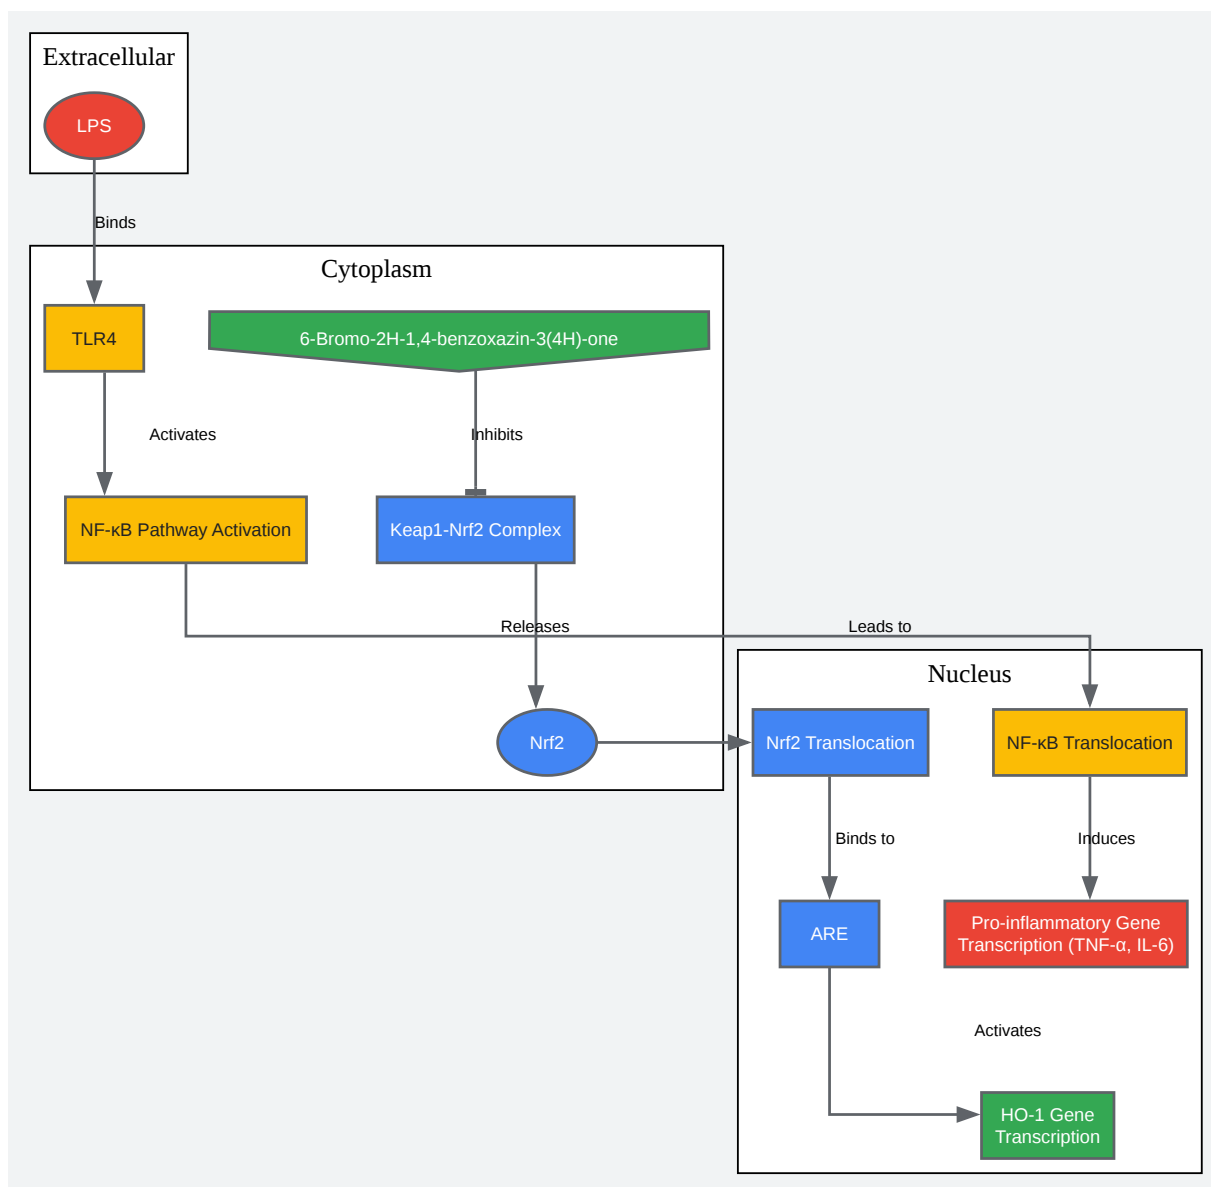 Extracellular
LPS
Binds
Cytoplasm
TLR4
6-Bromo-2H-1,4-benzoxazin-3(4H)-one
Activates
Inhibits
NF-κB Pathway Activation
Keap1-Nrf2 Complex
Releases
Leads to
Nucleus
Nrf2
Nrf2 Translocation
NF-κB Translocation
Binds to
Induces
ARE
Pro-inflammatory Gene
Transcription (TNF-α, IL-6)
Activates
HO-1 Gene
Transcription